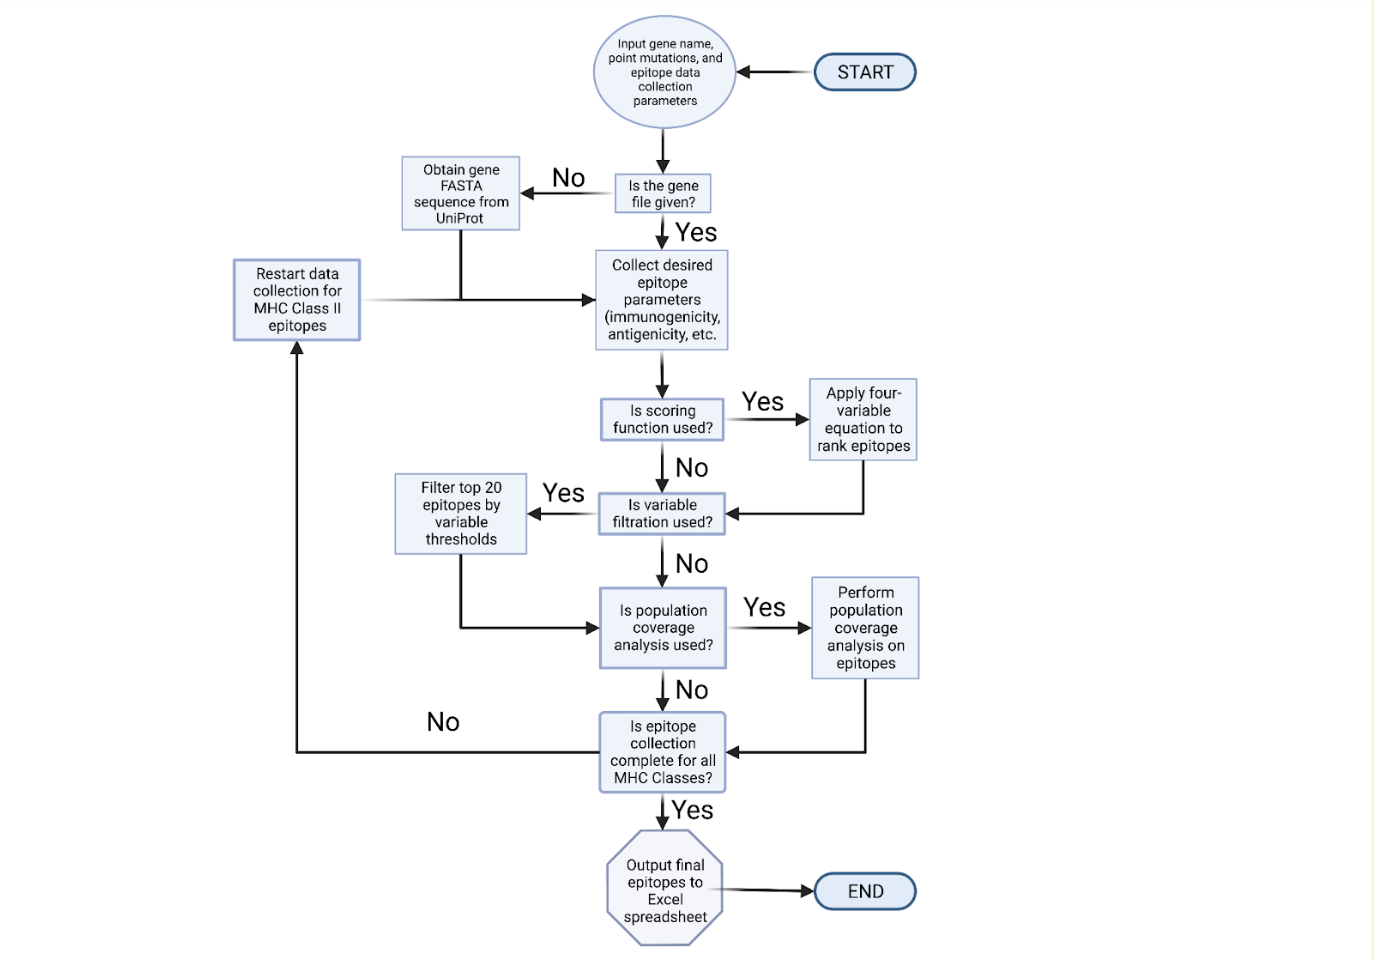 Input gene name,
point mutations, and
epitope data
collection
parameters
START
Obtain gene
FASTA
sequence from
UniProt
No
Is the gene
file given?
Yes
Restart data
collection for
MHC Class II
epitopes
Collect desired
epitope
parameters
(immunogenicity,
antigenicity, etc.
Is scoring
function used?
Yes
Apply four-
variable
equation to
rank epitopes
No
Filter top 20
epitopes by
variable
thresholds
Yes
Is variable
filtration used?
No
Is population
coverage
analysis used?
Yes
Perform
population
coverage
analysis on
epitopes
No
No
Is epitope
collection
complete for all
MHC Classes?
Yes
Output final
epitopes to
Excel
spreadsheet
END